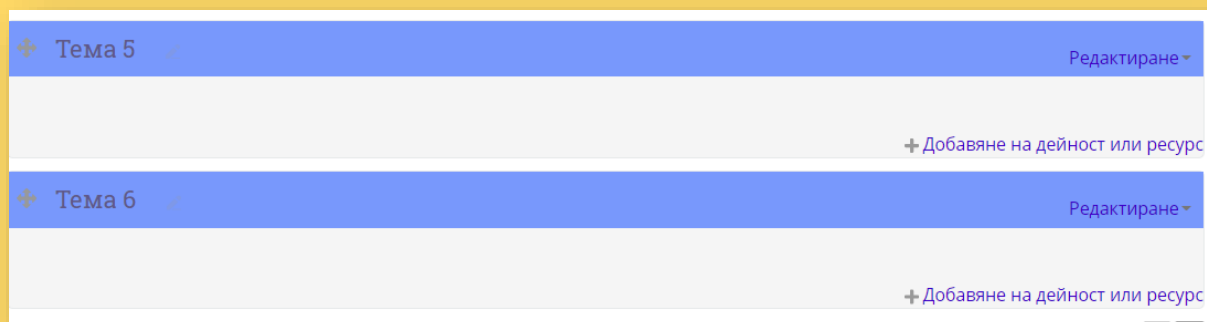 Тема 5
Редактиране
Добавяне на дейност или ресурс
Тема 6
Редактиране
Добавяне на дейност или ресурс